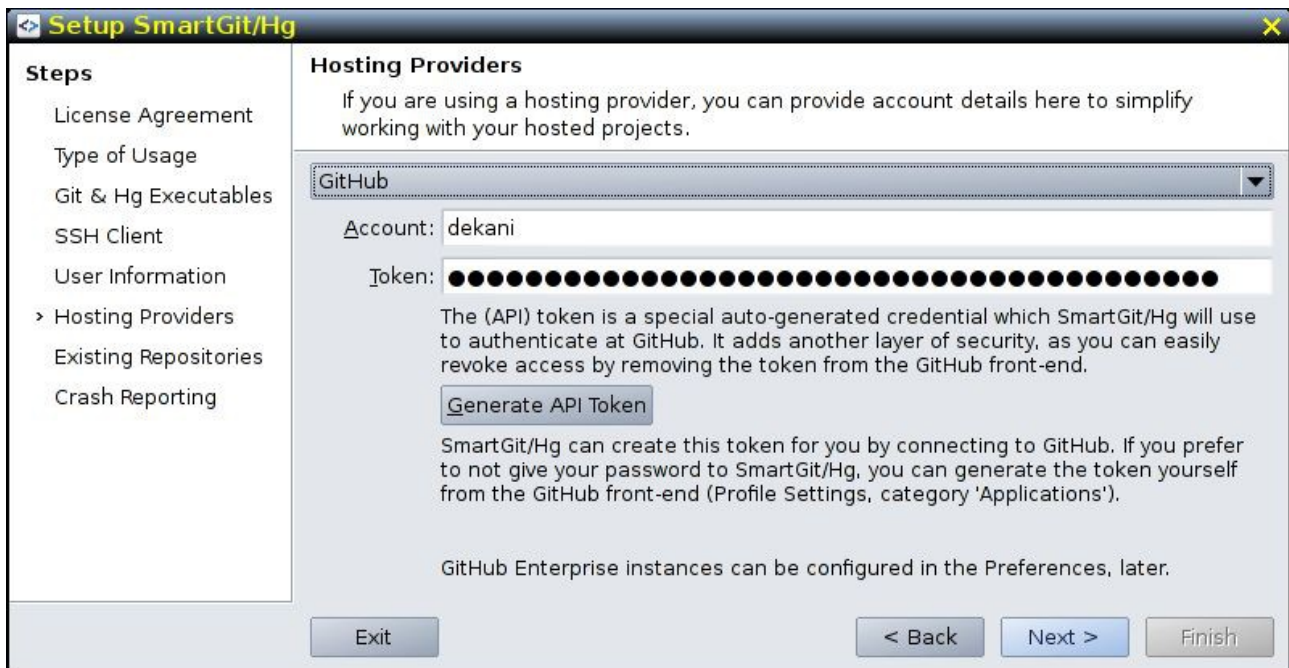 Setup SmartGit/Hg
Steps
License Agreement
Type of Usage
Git & Hg Executables
SSH Client
User Information
Hosting Providers
Existing Repositories
Crash Reporting
Hosting Providers
If you are using a hosting provider, you can provide account details here to simplify
working with your hosted projects.
GitHub
Account: dekani
Token: ●●●●●●●●●●●●●●●●●●●●●●●●●●●●●●●●●●●●●●●●
The (API) token is a special auto-generated credential which SmartGit/Hg will use
to authenticate at GitHub. It adds another layer of security, as you can easily
revoke access by removing the token from the GitHub front-end.
Generate API Token
SmartGit/Hg can create this token for you by connecting to GitHub. If you prefer
to not give your password to SmartGit/Hg, you can generate the token yourself
from the GitHub front-end (Profile Settings, category 'Applications').
GitHub Enterprise instances can be configured in the Preferences, later.
Exit
< Back
Next >
Finish